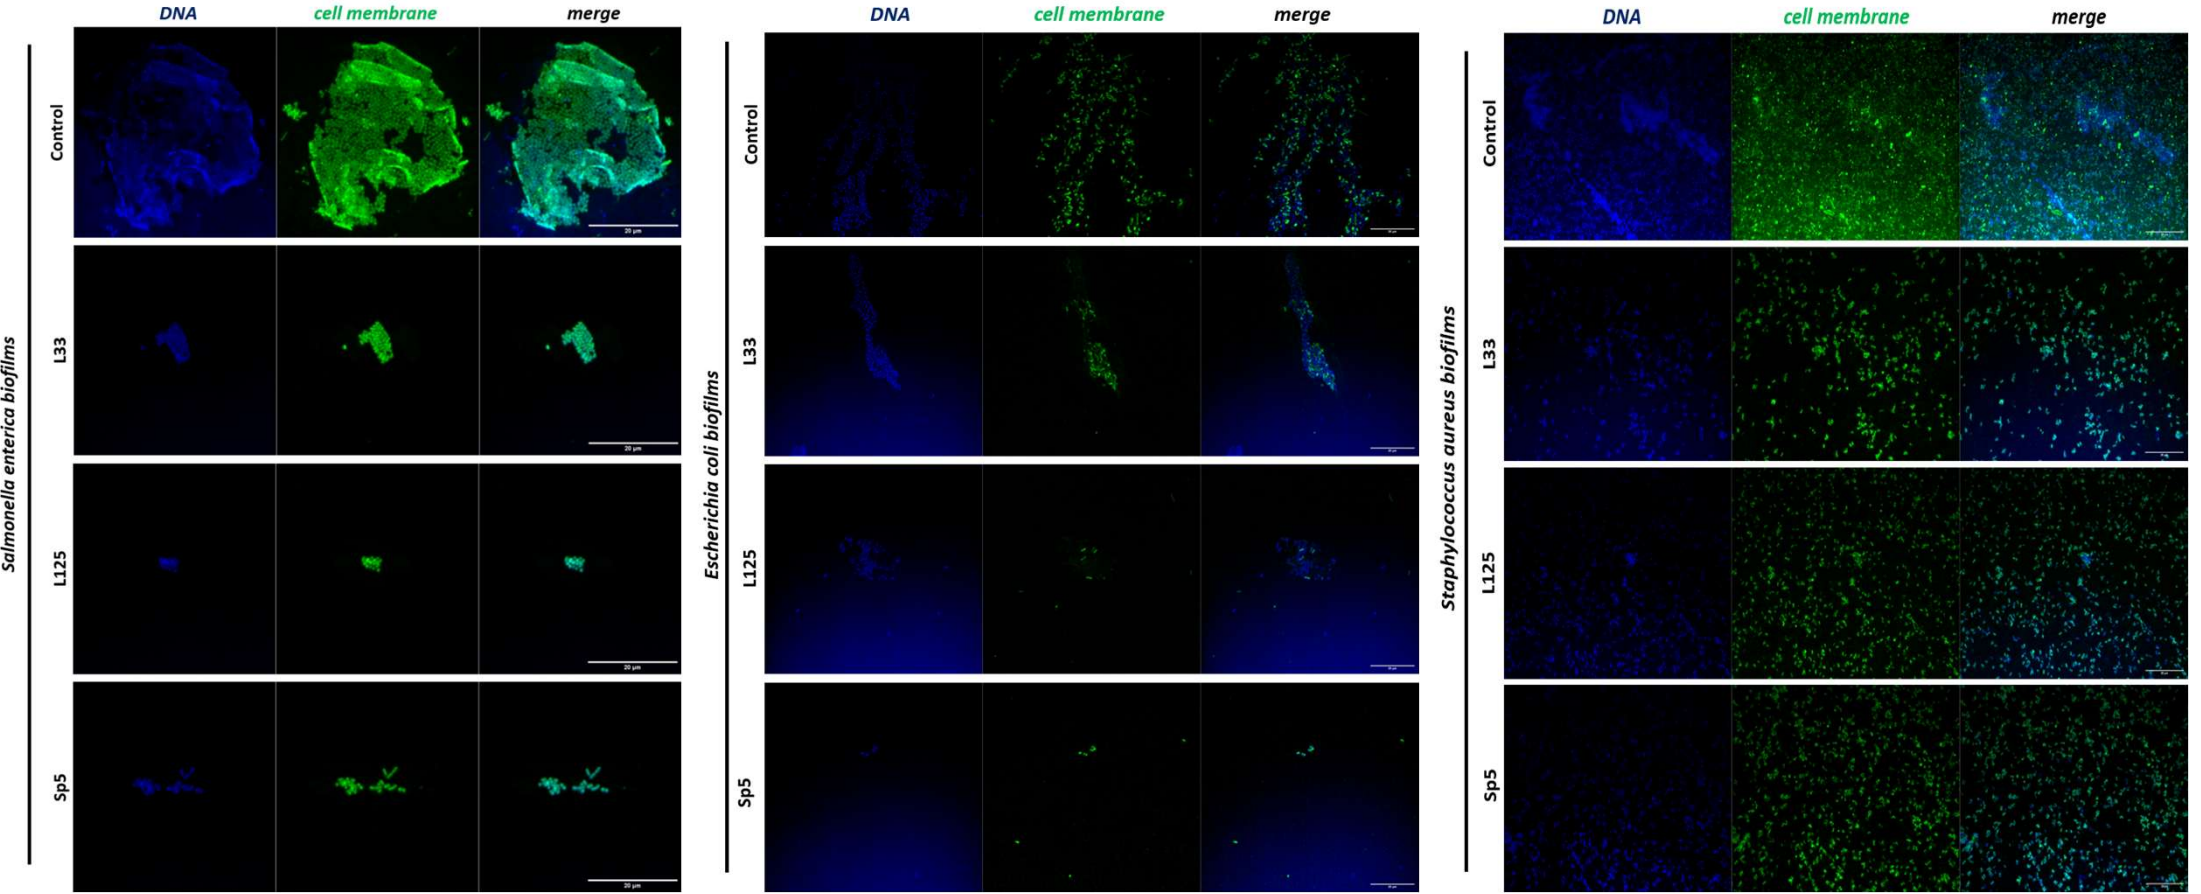 DNA cell membrane merge
Salmonella enterica biofilms
Control
20 µm
L33
20 µm
L125
20 µm
Sp5
20 µm
DNA cell membrane merge
Escherichia coli biofilms
Control
L33
L125
Sp5
DNA cell membrane merge
Staphylococcus aureus biofilms
Control
L33
L125
Sp5